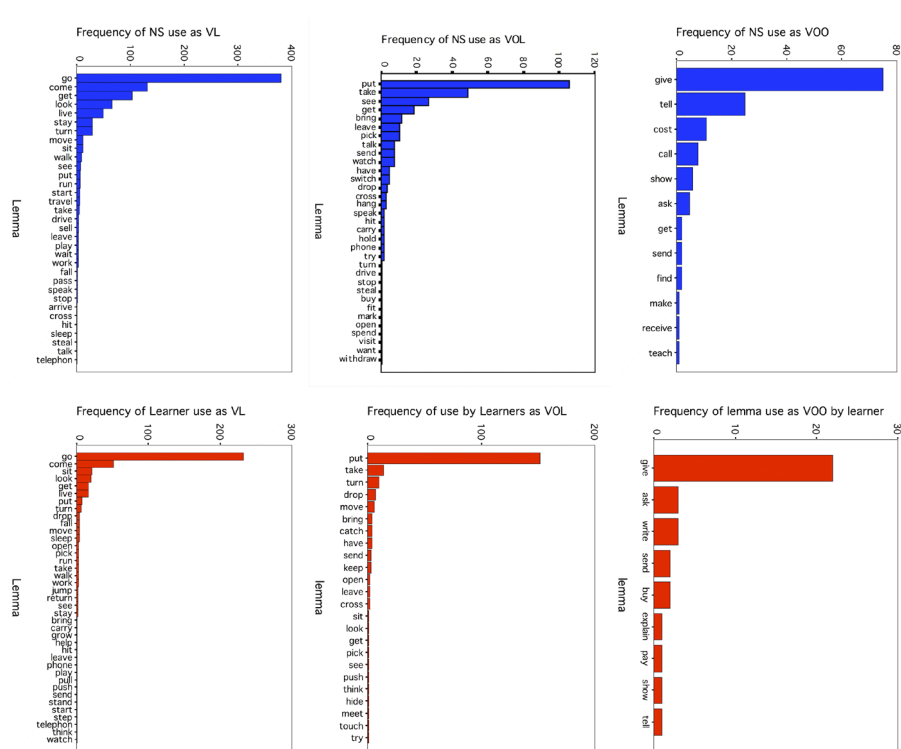 Frequency of NS use as VL
0 100 200 300 400
Lemma
go
come
get
look
live
stay
turn
move
sit
walk
see
put
run
start
travel
take
drive
sell
leave
play
wait
work
fall
pass
speak
stop
arrive
cross
hit
sleep
steal
talk
telephon
Frequency of NS use as VOL
0 20 40 60 80 100 120
Lemma
put
take
see
get
bring
leave
pick
talk
send
watch
have
switch
drop
cross
hang
speak
hit
carry
hold
phone
try
turn
drive
stop
steal
buy
fit
mark
open
spend
visit
want
withdraw
Frequency of NS use as VOO
0 20 40 60 80
Lemma
give
tell
cost
call
show
ask
get
send
find
make
receive
teach
Frequency of Learner use as VL
0 100 200 300
Lemma
go
come
sit
look
get
live
put
turn
drop
fall
move
sleep
open
pick
run
take
walk
work
jump
return
see
stay
bring
carry
grow
help
hit
leave
phone
play
pull
push
send
stand
start
step
telephon
think
watch
Frequency of use by Learners as VOL
0 100 200
lemma
put
take
turn
drop
move
bring
catch
have
send
keep
open
leave
cross
sit
look
get
pick
see
push
think
hide
meet
touch
try
Frequency of lemma use as VOO by learner
0 10 20 30
lemma
give
ask
write
send
buy
explain
pay
show
tell